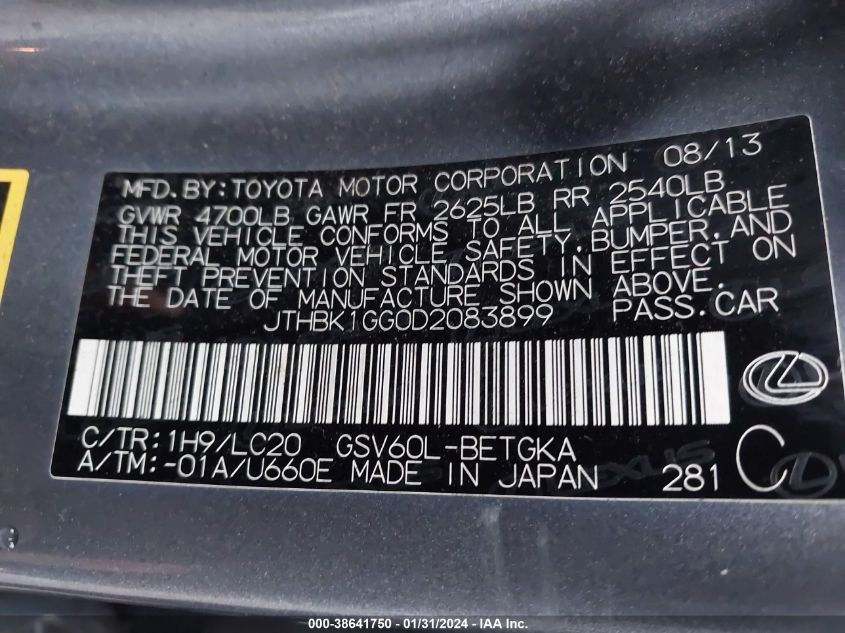 MFD.BY:TOYOTA MOTOR CORPORATION 08/13
GVWR 4700LB GAWR FR 2625LB RR 2540LB
THIS VEHICLE CONFORMS TO ALL APPLICABLE
FEDERAL MOTOR VEHICLE SAFETY,BUMPER,AND
THEFT PREVENTION STANDARDS IN EFFECT ON
THE DATE OF MANUFACTURE SHOWN ABOVE.
JTHBK1GG0D2083899 PASS.CAR
C/TR:1H9/LC20 GSV60L-BETGKA
A/TM:-01A/U660E MADE IN JAPAN 281 C
000-38641750 - 01/31/2024 - IAA Inc.